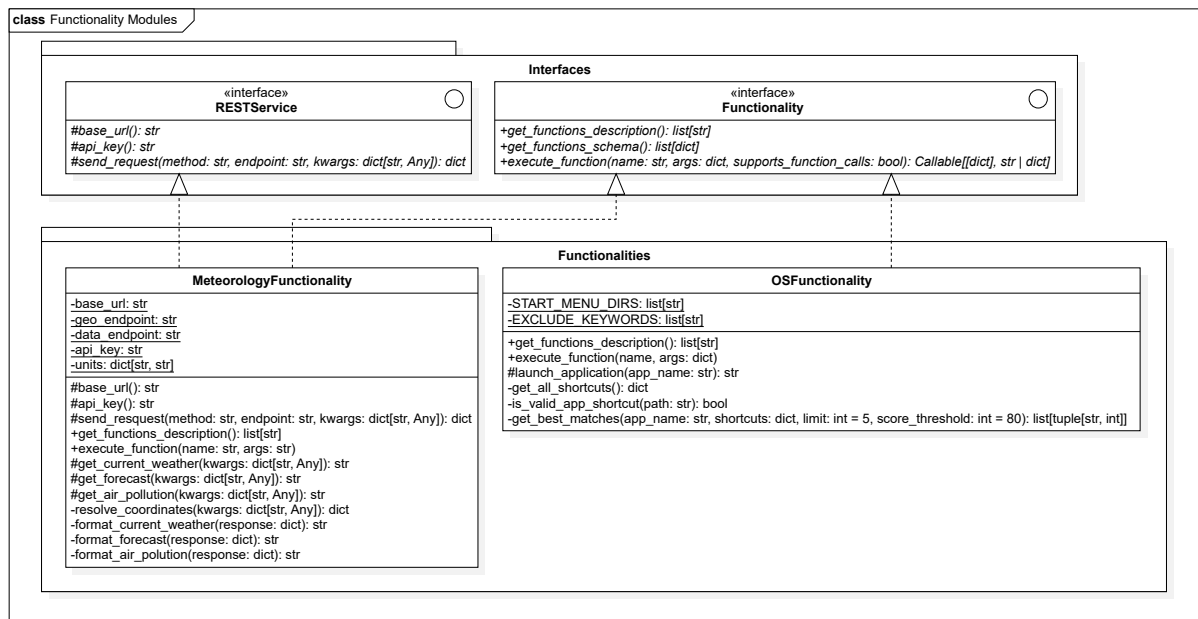 class Functionality Modules
Interfaces
«interface»
RESTService
#base_url(): str
#api_key(): str
#send_request(method: str, endpoint: str, kwargs: dict[str, Any]): dict
«interface»
Functionality
+get_functions_description(): list[str]
+get_functions_schema(): list[dict]
+execute_function(name: str, args: dict, supports_function_calls: bool): Callable[[dict], str | dict]
Functionalities
MeteorologyFunctionality
-base_url: str
-geo_endpoint: str
-data_endpoint: str
-api_key: str
-units: dict[str, str]
#base_url(): str
#api_key(): str
#send_resquest(method: str, endpoint: str, kwargs: dict[str, Any]): dict
+get_functions_description(): list[str]
+execute_function(name: str, args: str)
#get_current_weather(kwargs: dict[str, Any]): str
#get_forecast(kwargs: dict[str, Any]): str
#get_air_pollution(kwargs: dict[str, Any]): str
-resolve_coordinates(kwargs: dict[str, Any]): dict
-format_current_weather(response: dict): str
-format_forecast(response: dict): str
-format_air_polution(response: dict): str
OSFunctionality
-START_MENU_DIRS: list[str]
-EXCLUDE_KEYWORDS: list[str]
+get_functions_description(): list[str]
+execute_function(name, args: dict)
#launch_application(app_name: str): str
-get_all_shortcuts(): dict
-is_valid_app_shortcut(path: str): bool
-get_best_matches(app_name: str, shortcuts: dict, limit: int = 5, score_threshold: int = 80): list[tuple[str, int]]